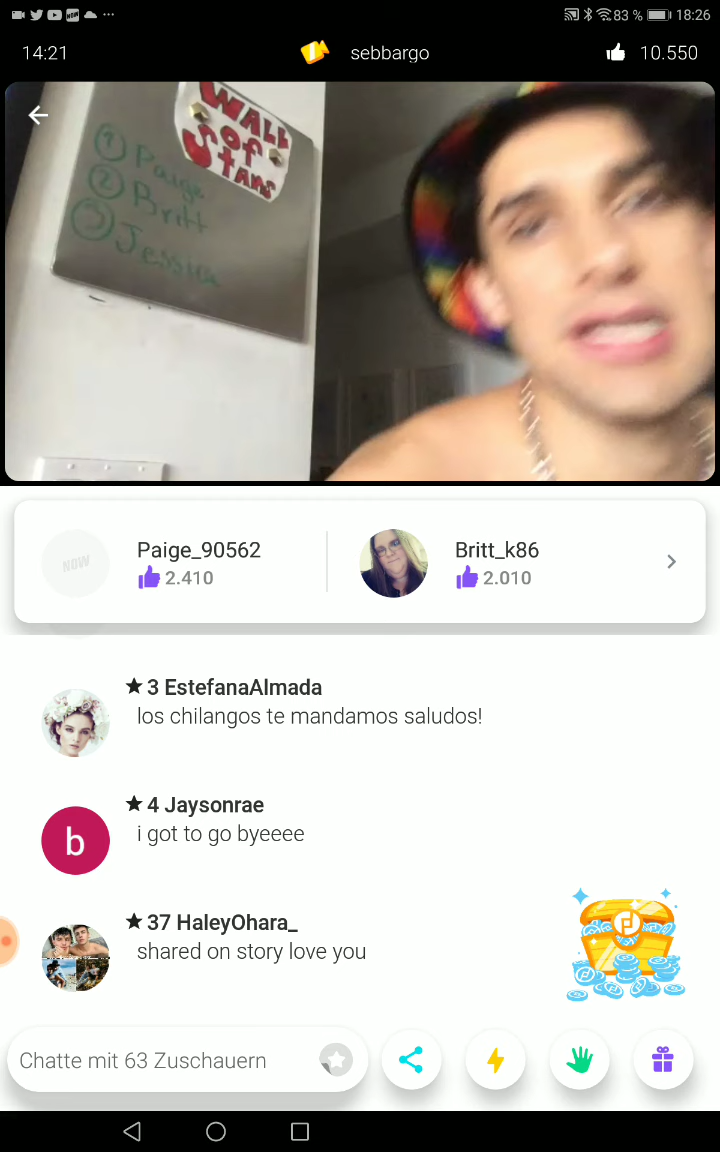 83 % 18:26
14:21 sebbargo 10.550
WALL
OF
STARS
1 Paige
2 Britt
3 Jessica
NOW
Paige_90562
2.410
Britt_k86
2.010
★ 3 EstefanaAlmada
los chilangos te mandamos saludos!
★ 4 Jaysonrae
b
i got to go byeeee
★ 37 HaleyOhara_
shared on story love you
Chatte mit 63 Zuschauern